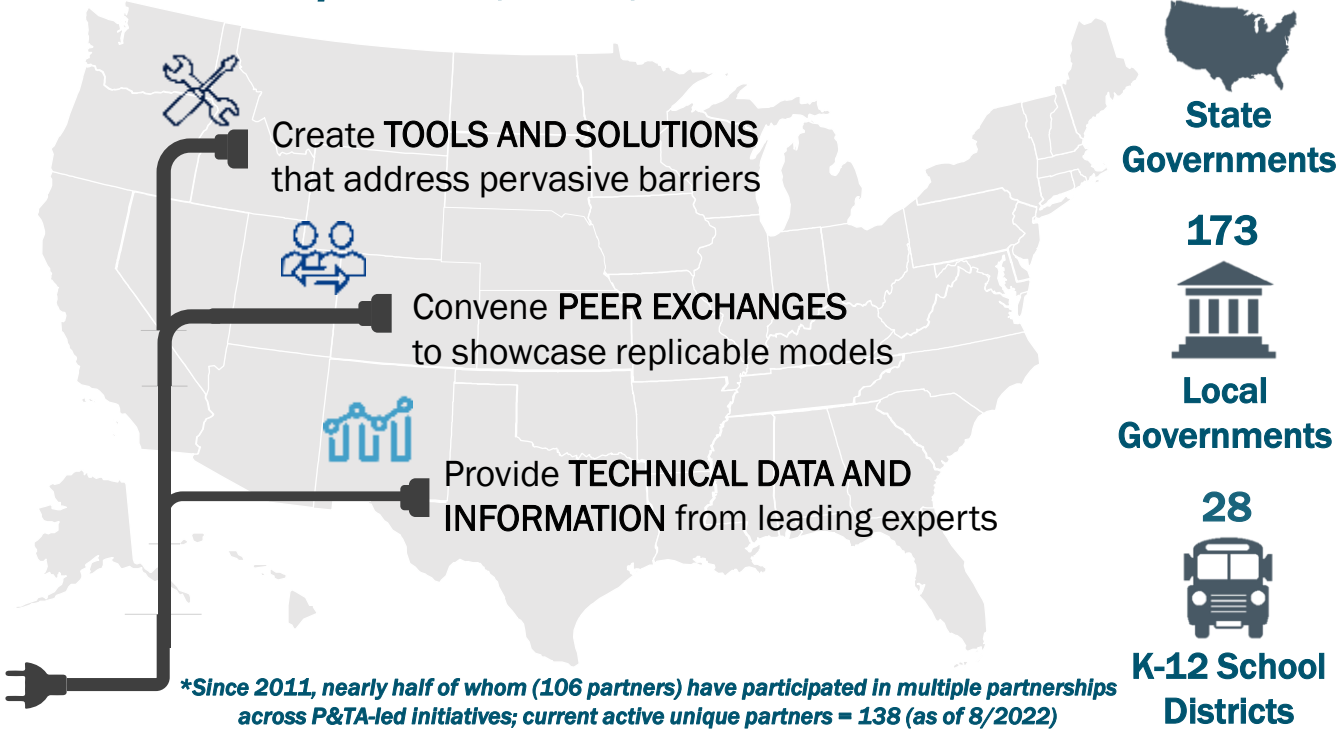 Create TOOLS AND SOLUTIONS
that address pervasive barriers
Convene PEER EXCHANGES
to showcase replicable models
Provide TECHNICAL DATA AND
INFORMATION from leading experts
*Since 2011, nearly half of whom (106 partners) have participated in multiple partnerships
across P&TA-led initiatives; current active unique partners = 138 (as of 8/2022)
State
Governments
173
Local
Governments
28
K-12 School
Districts